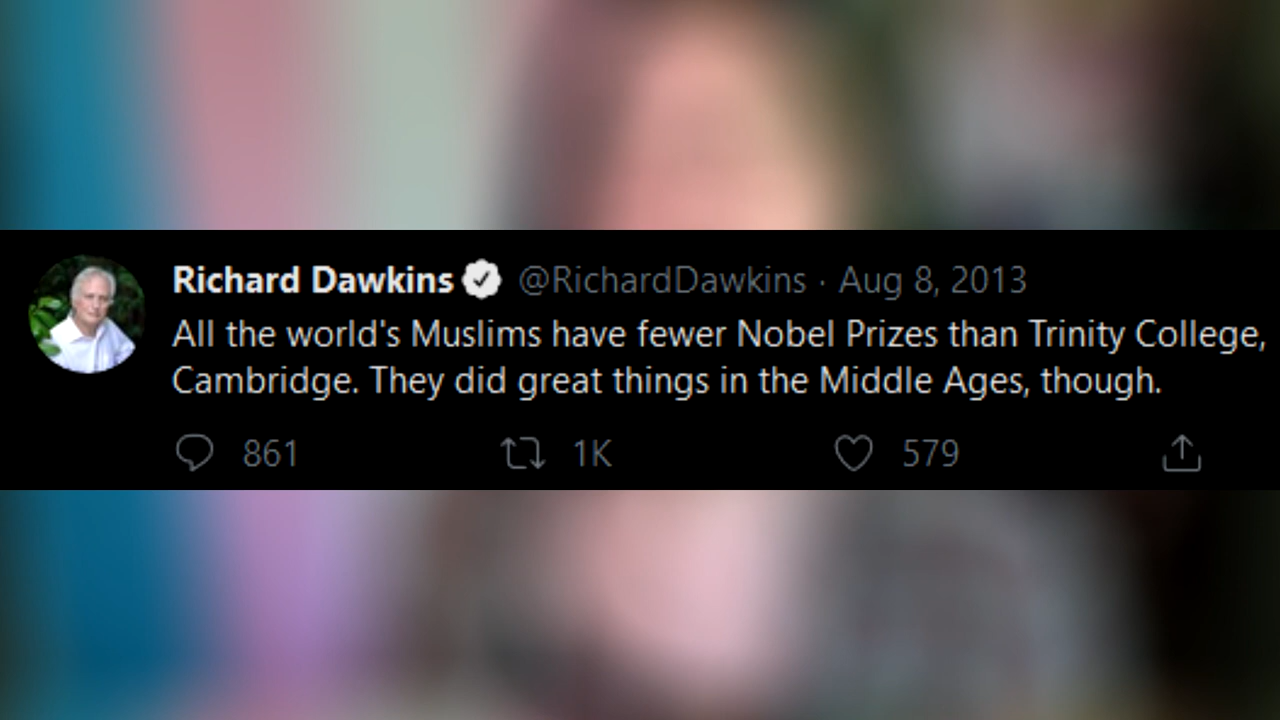 Richard Dawkins @RichardDawkins · Aug 8, 2013
All the world's Muslims have fewer Nobel Prizes than Trinity College,
Cambridge. They did great things in the Middle Ages, though.
861 1K 579